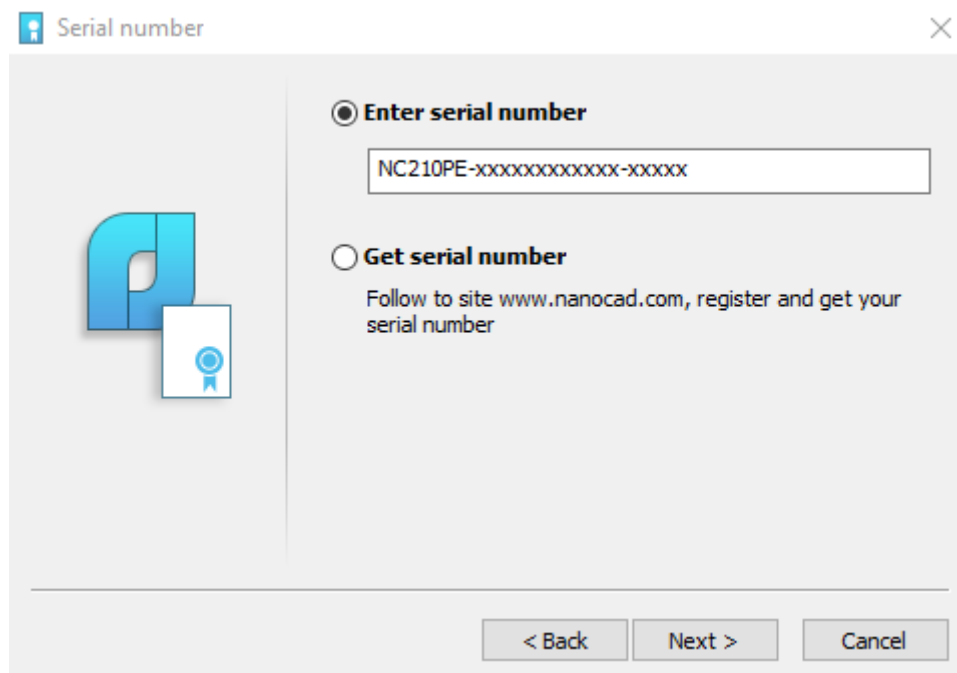 Serial number
Enter serial number
NC210PE-xxxxxxxxxxxx-xxxxx
Get serial number
Follow to site www.nanocad.com, register and get your
serial number
< Back
Next >
Cancel